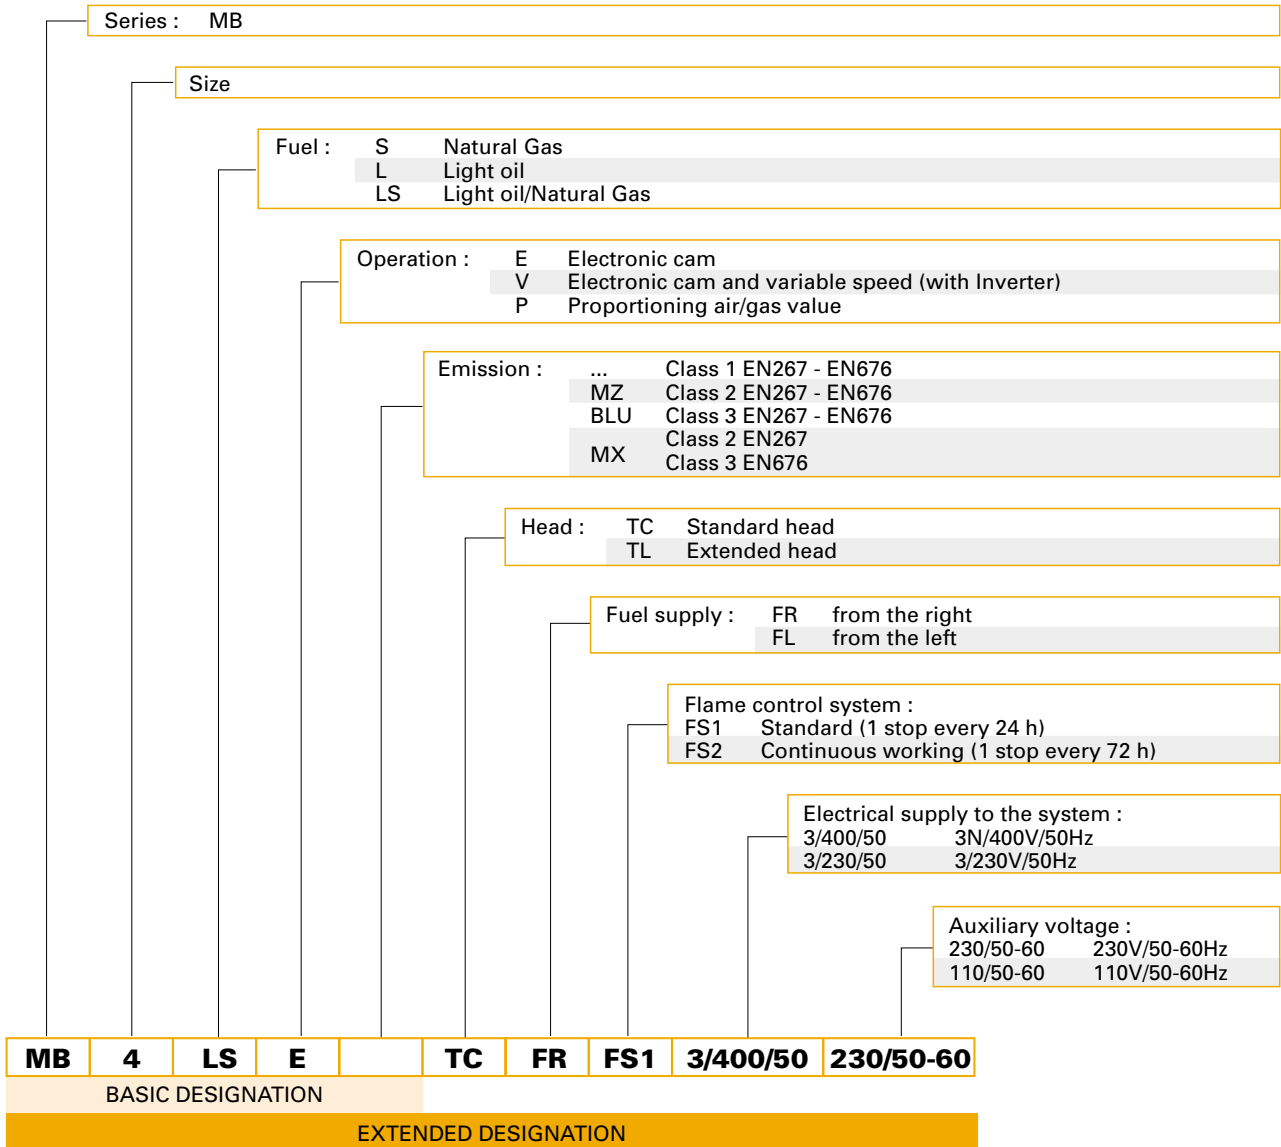 Series : MB
Size
Fuel : S Natural Gas
L Light oil
LS Light oil/Natural Gas
Operation : E Electronic cam
V Electronic cam and variable speed (with Inverter)
P Proportioning air/gas value
Emission : ... Class 1 EN267 - EN676
MZ Class 2 EN267 - EN676
BLU Class 3 EN267 - EN676
MX Class 2 EN267
Class 3 EN676
Head : TC Standard head
TL Extended head
Fuel supply : FR from the right
FL from the left
Flame control system :
FS1 Standard (1 stop every 24 h)
FS2 Continuous working (1 stop every 72 h)
Electrical supply to the system :
3/400/50 3N/400V/50Hz
3/230/50 3/230V/50Hz
Auxiliary voltage :
230/50-60 230V/50-60Hz
110/50-60 110V/50-60Hz
MB 4 LS E TC FR FS1 3/400/50 230/50-60
BASIC DESIGNATION
EXTENDED DESIGNATION